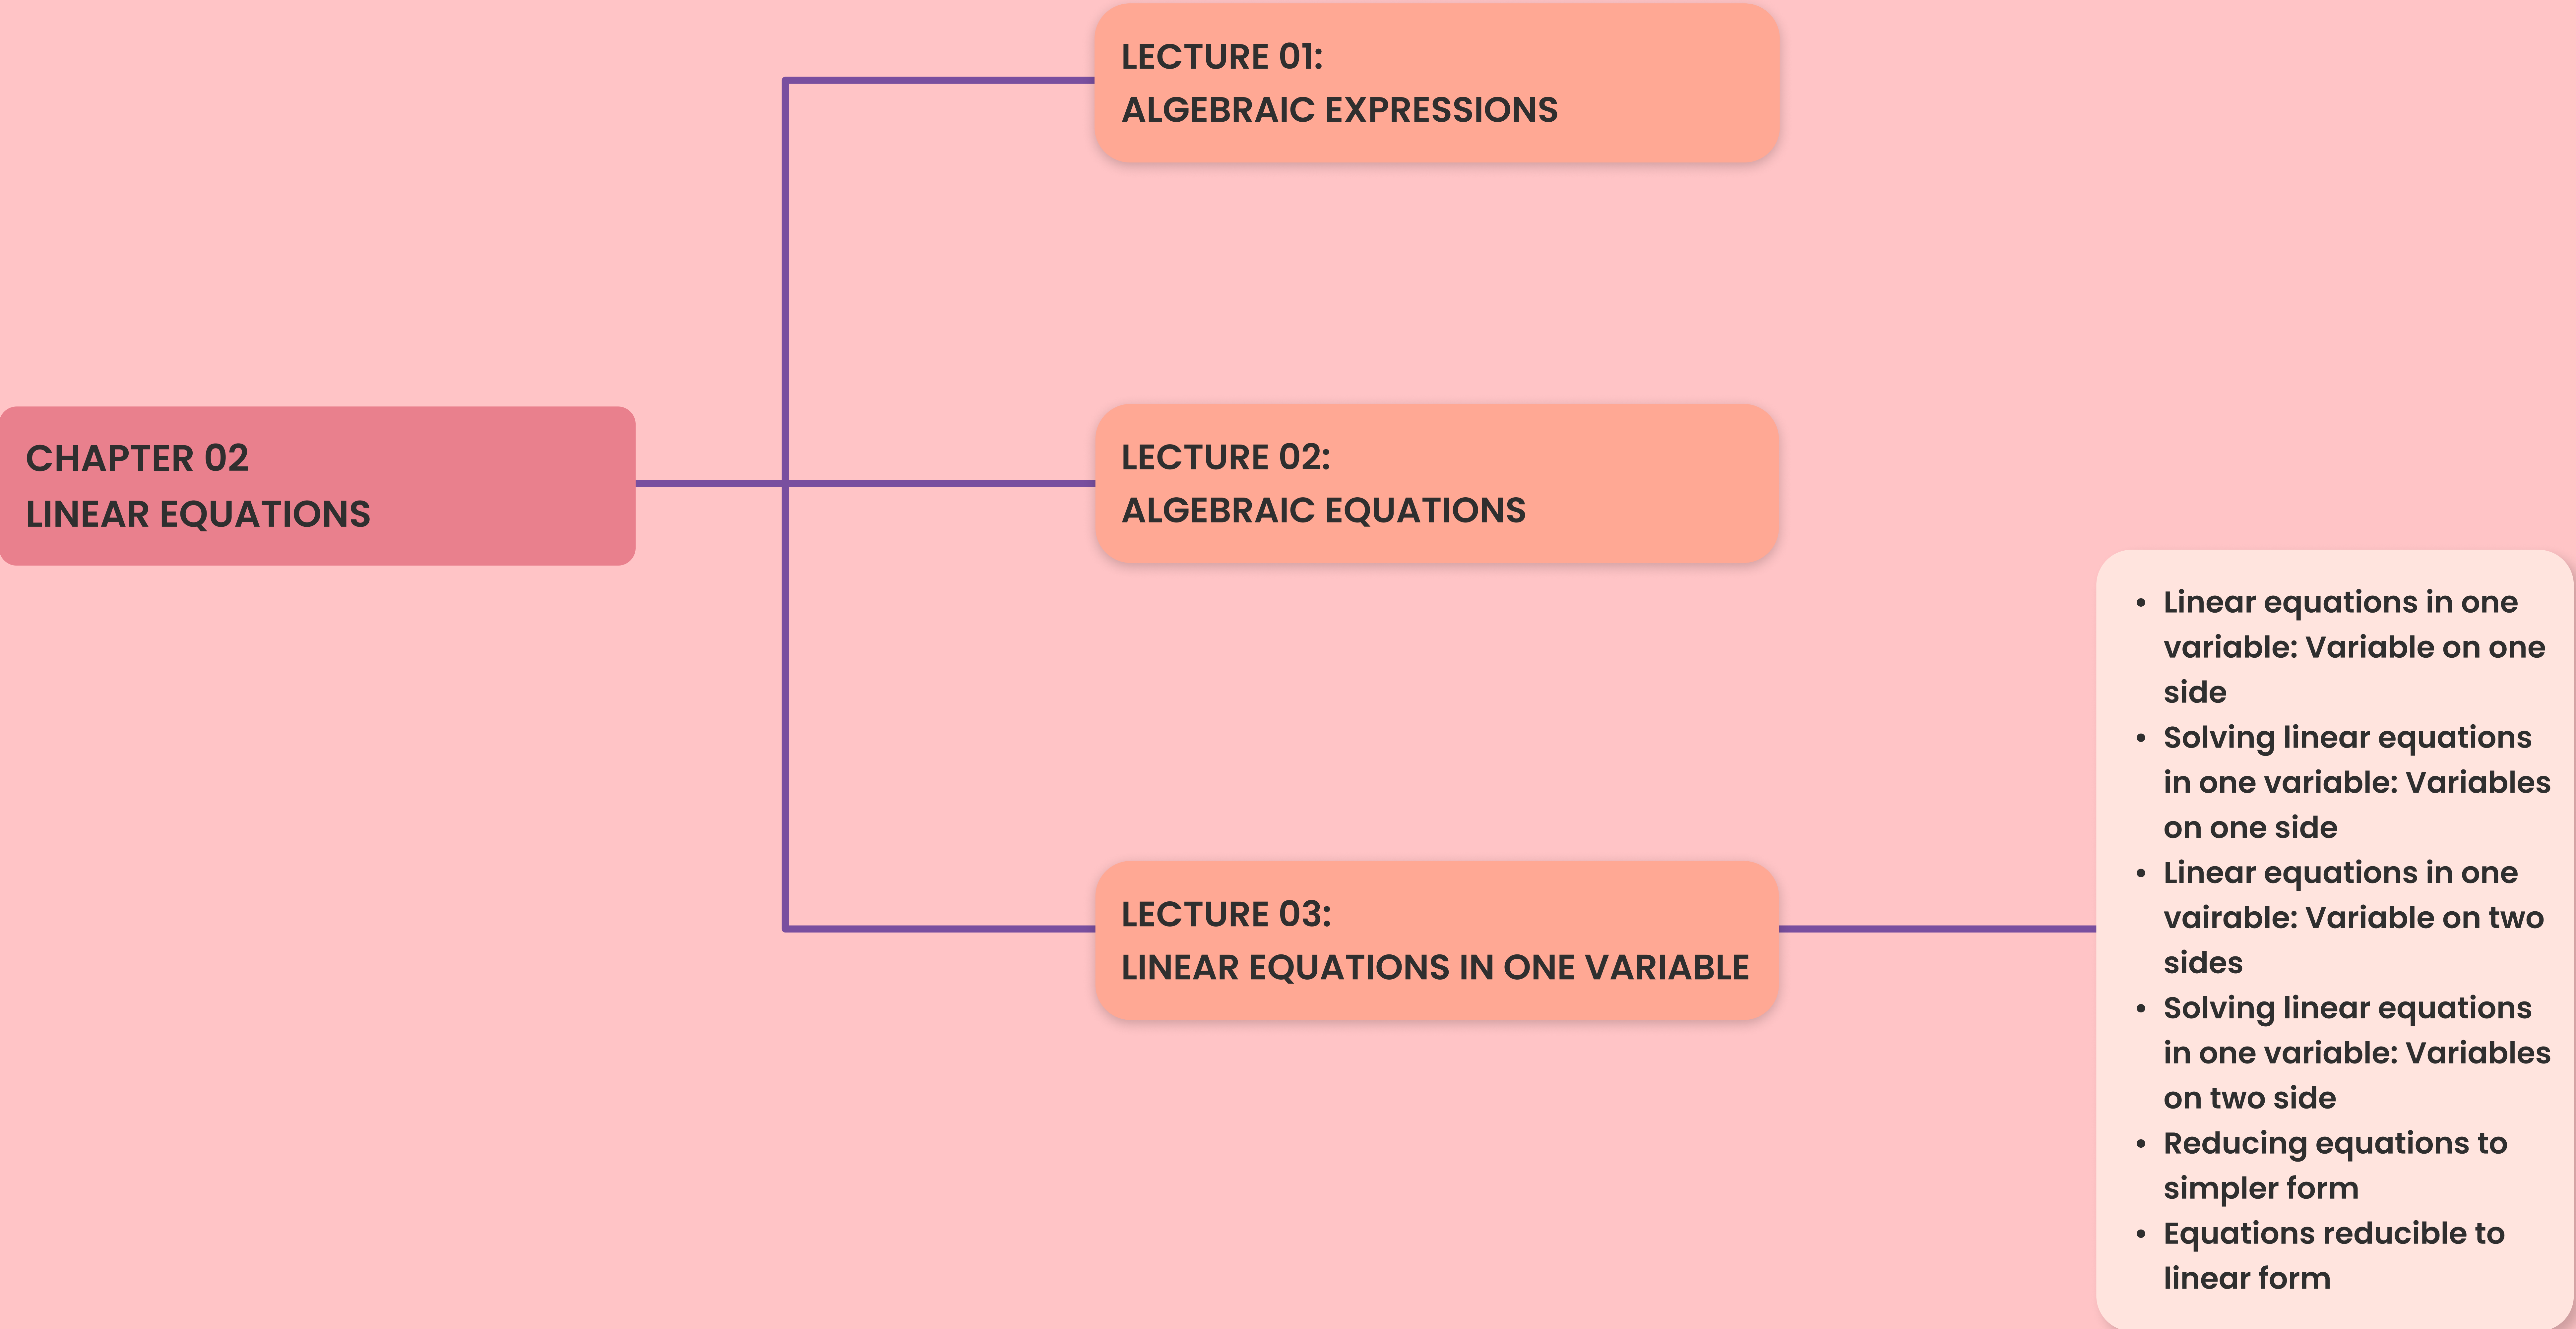 LECTURE 01:
ALGEBRAIC EXPRESSIONS
CHAPTER 02
LINEAR EQUATIONS
LECTURE 02:
ALGEBRAIC EQUATIONS
LECTURE 03:
LINEAR EQUATIONS IN ONE VARIABLE
• Linear equations in one
variable: Variable on one
side
• Solving linear equations
in one variable: Variables
on one side
• Linear equations in one
vairable: Variable on two
sides
• Solving linear equations
in one variable: Variables
on two side
• Reducing equations to
simpler form
• Equations reducible to
linear form